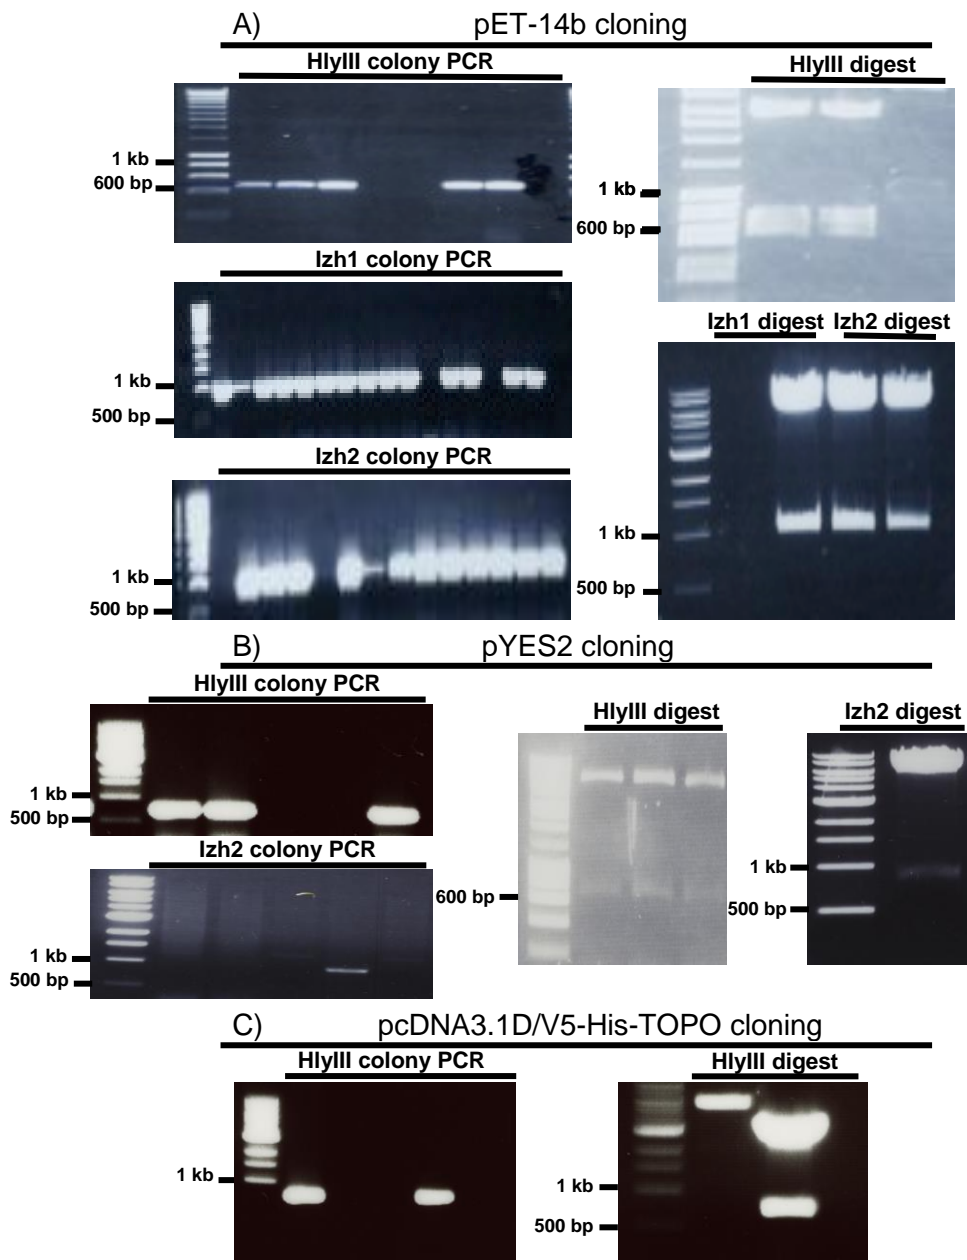 A)
pET-14b cloning
HlyIII colony PCR
HlyIII digest
1 kb
600 bp
1 kb
600 bp
Izh1 colony PCR
Izh1 digest
Izh2 digest
1 kb
500 bp
Izh2 colony PCR
1 kb
500 bp
1 kb
500 bp
B)
pYES2 cloning
HlyIII colony PCR
HlyIII digest
Izh2 digest
1 kb
500 bp
Izh2 colony PCR
1 kb
500 bp
600 bp
1 kb
500 bp
C)
pcDNA3.1D/V5-His-TOPO cloning
HlyIII colony PCR
HlyIII digest
1 kb
1 kb
500 bp